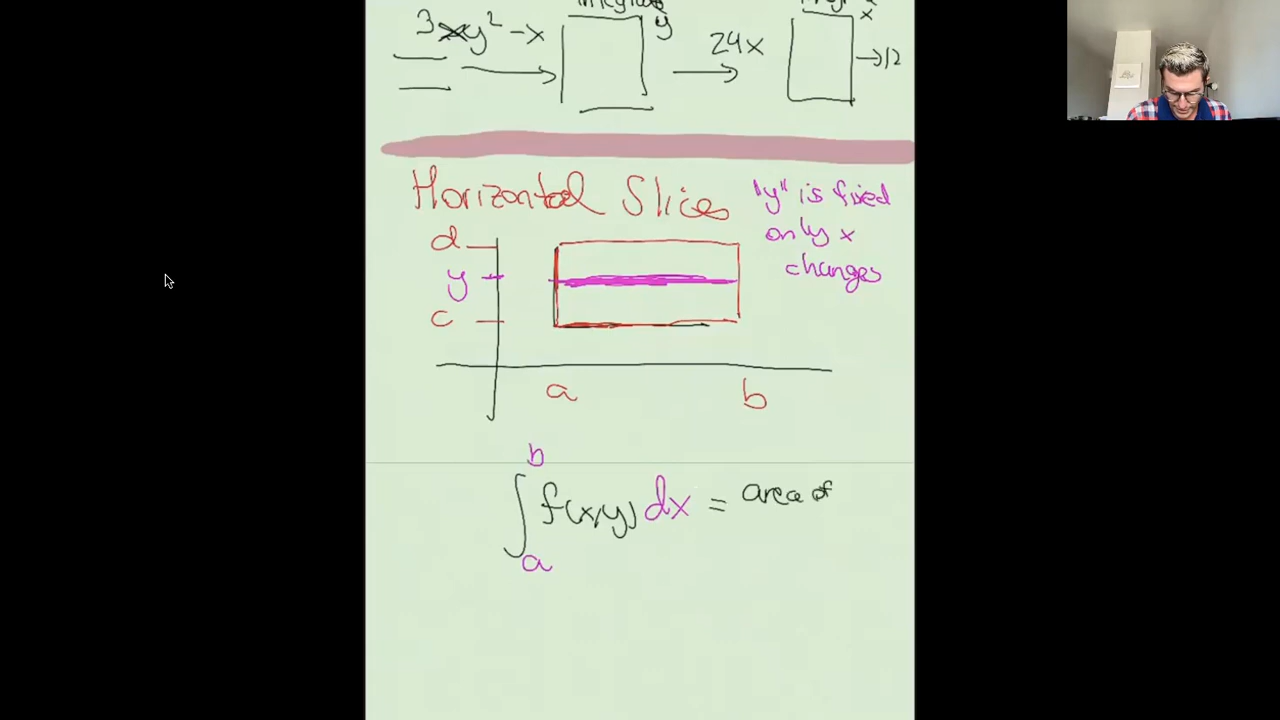 3xy² -x
y
24x
x
→12
Horizontal Slices
"y" is fixed
only x
changes
d
y
c
a
b
b
∫ f(x,y) dx = area of
a